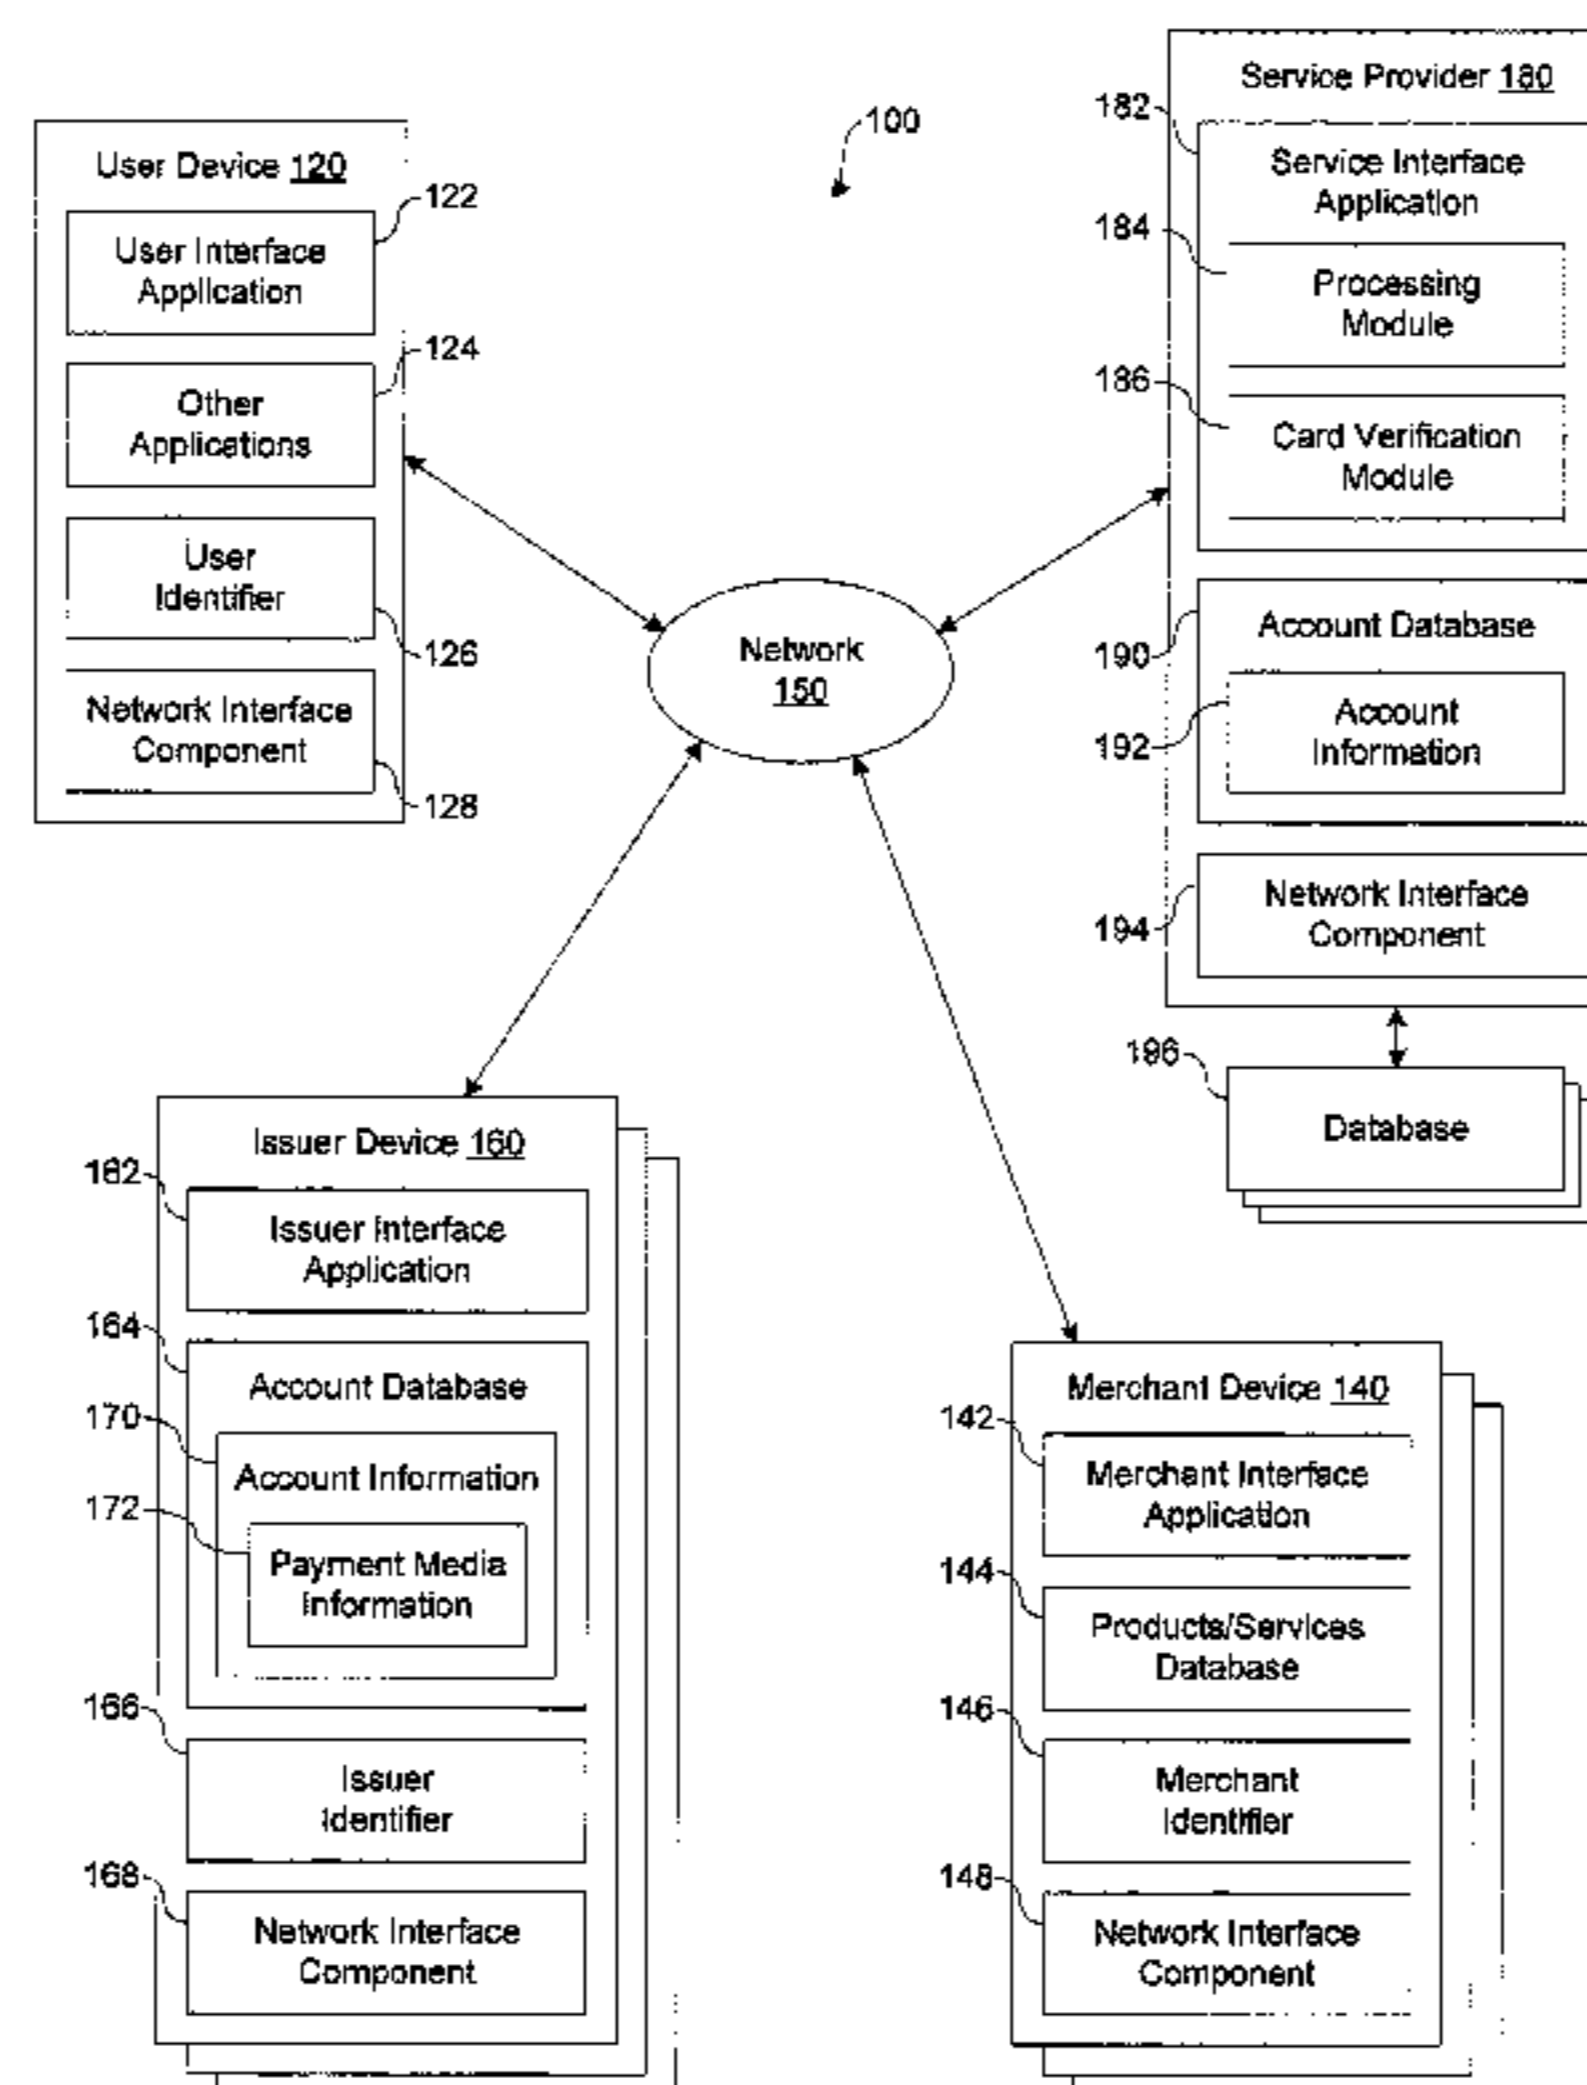 100
User Device 120
122
User Interface
Application
124
Other
Applications
User
Identifier
126
Network Interface
Component
128
Service Provider 180
182
Service Interface
Application
184
Processing
Module
186
Card Verification
Module
190
Account Database
192
Account
Information
194
Network Interface
Component
196
Database
Network
150
Issuer Device 160
162
Issuer Interface
Application
164
Account Database
170
Account Information
172
Payment Media
Information
166
Issuer
Identifier
168
Network Interface
Component
Merchant Device 140
142
Merchant Interface
Application
144
Products/Services
Database
146
Merchant
Identifier
148
Network Interface
Component